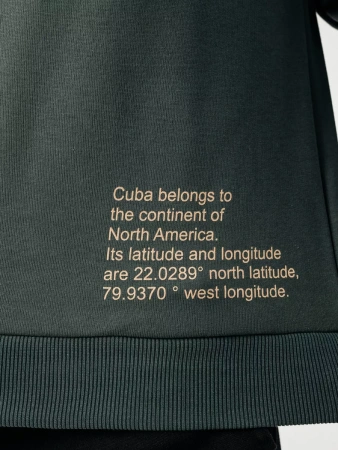 Cuba belongs to
the continent of
North America.
Its latitude and longitude
are 22.0289° north latitude,
79.9370 ° west longitude.